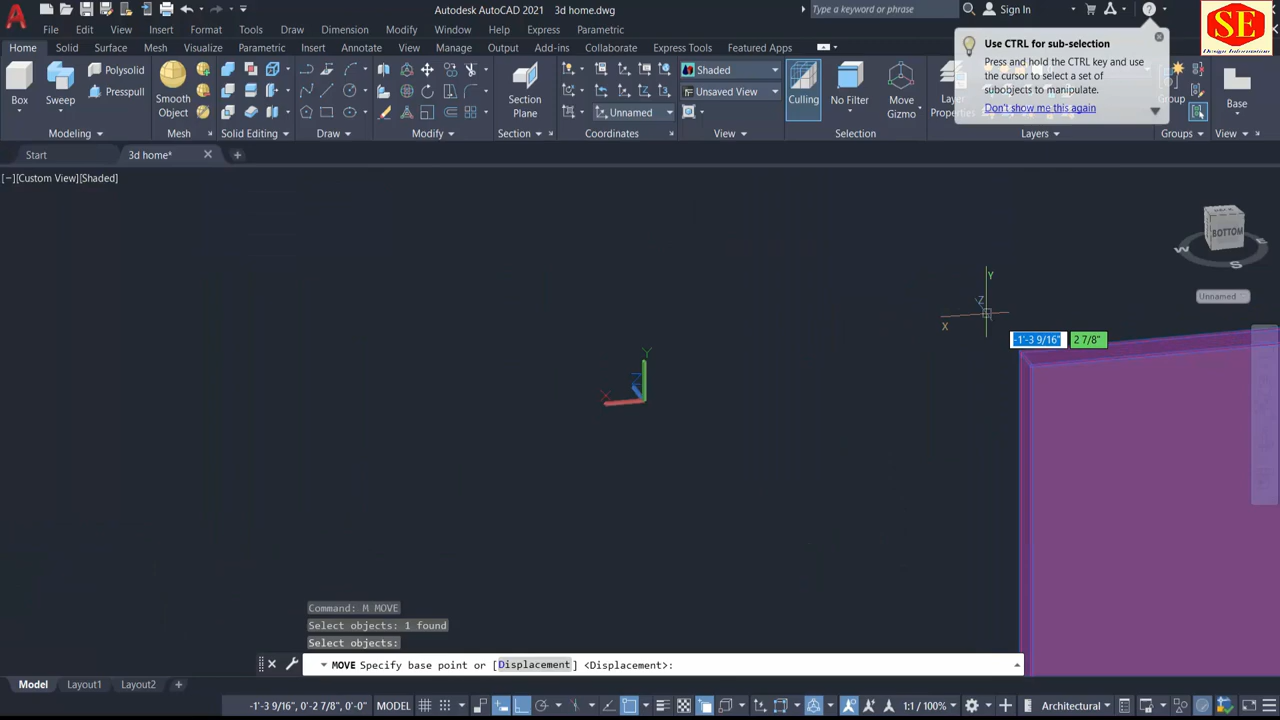 Autodesk AutoCAD 2021 3d home.dwg
Type a keyword or phrase
Sign In
SE
Design Information
File Edit View Insert Format Tools Draw Dimension Modify Window Help Express Parametric
Home Solid Surface Mesh Visualize Parametric Insert Annotate View Manage Output Add-ins Collaborate Express Tools Featured Apps
Use CTRL for sub-selection
Press and hold the CTRL key and use
the cursor to select a set of
subobjects to manipulate.
Don't show me this again
Polysolid
Presspull
Box
Sweep
Smooth
Object
Section
Plane
Shaded
Unsaved View
Unnamed
Culling
No Filter
Move
Gizmo
Layer
Properties
Group
Base
Modeling Mesh Solid Editing Draw Modify Section Coordinates View Selection Layers Groups View
Start 3d home*
[−][Custom View][Shaded]
BOTTOM
W
E
S
Unnamed
Y
Z
X
-1'-3 9/16" 2 7/8"
Y
Z
X
Command: M MOVE
Select objects: 1 found
Select objects:
MOVE Specify base point or [Displacement] <Displacement>:
Model Layout1 Layout2
-1'-3 9/16", 0'-2 7/8", 0'-0" MODEL 1:1 / 100% Architectural